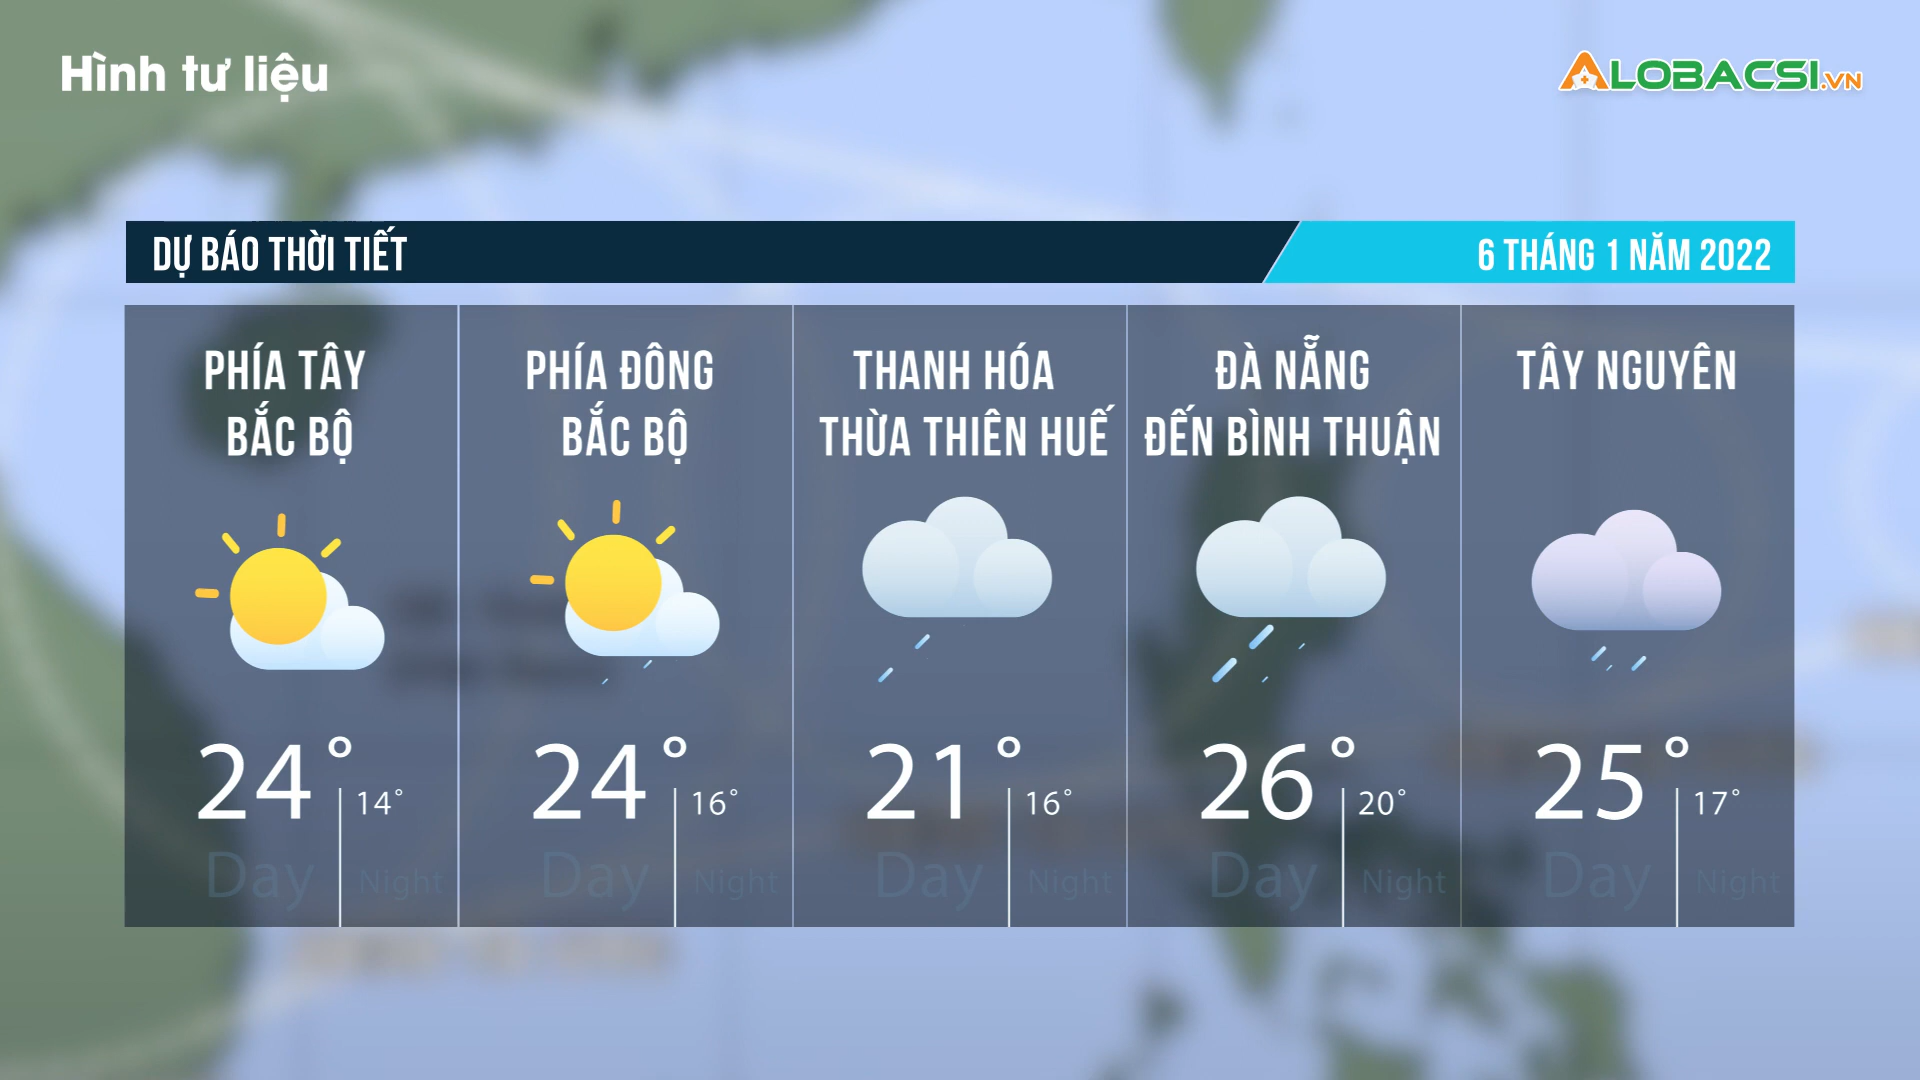 Hình tư liệu
ALOBACSI.VN
DỰ BÁO THỜI TIẾT
6 THÁNG 1 NĂM 2022
PHÍA TÂY
BẮC BỘ
24°
14°
Day
Night
PHÍA ĐÔNG
BẮC BỘ
24°
16°
Day
Night
THANH HÓA
THỪA THIÊN HUẾ
21°
16°
Day
Night
ĐÀ NẴNG
ĐẾN BÌNH THUẬN
26°
20°
Day
Night
TÂY NGUYÊN
25°
17°
Day
Night